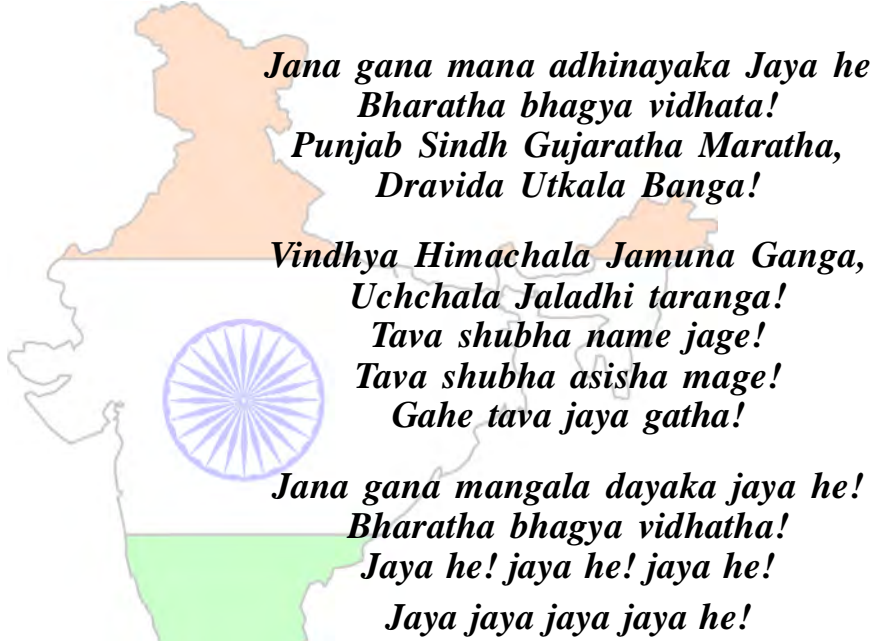 Jana gana mana adhinayaka Jaya he
Bharatha bhagya vidhata!
Punjab Sindh Gujaratha Maratha,
Dravida Utkala Banga!
Vindhya Himachala Jamuna Ganga,
Uchchala Jaladhi taranga!
Tava shubha name jage!
Tava shubha asisha mage!
Gahe tava jaya gatha!
Jana gana mangala dayaka jaya he!
Bharatha bhagya vidhatha!
Jaya he! jaya he! jaya he!
Jaya jaya jaya jaya he!